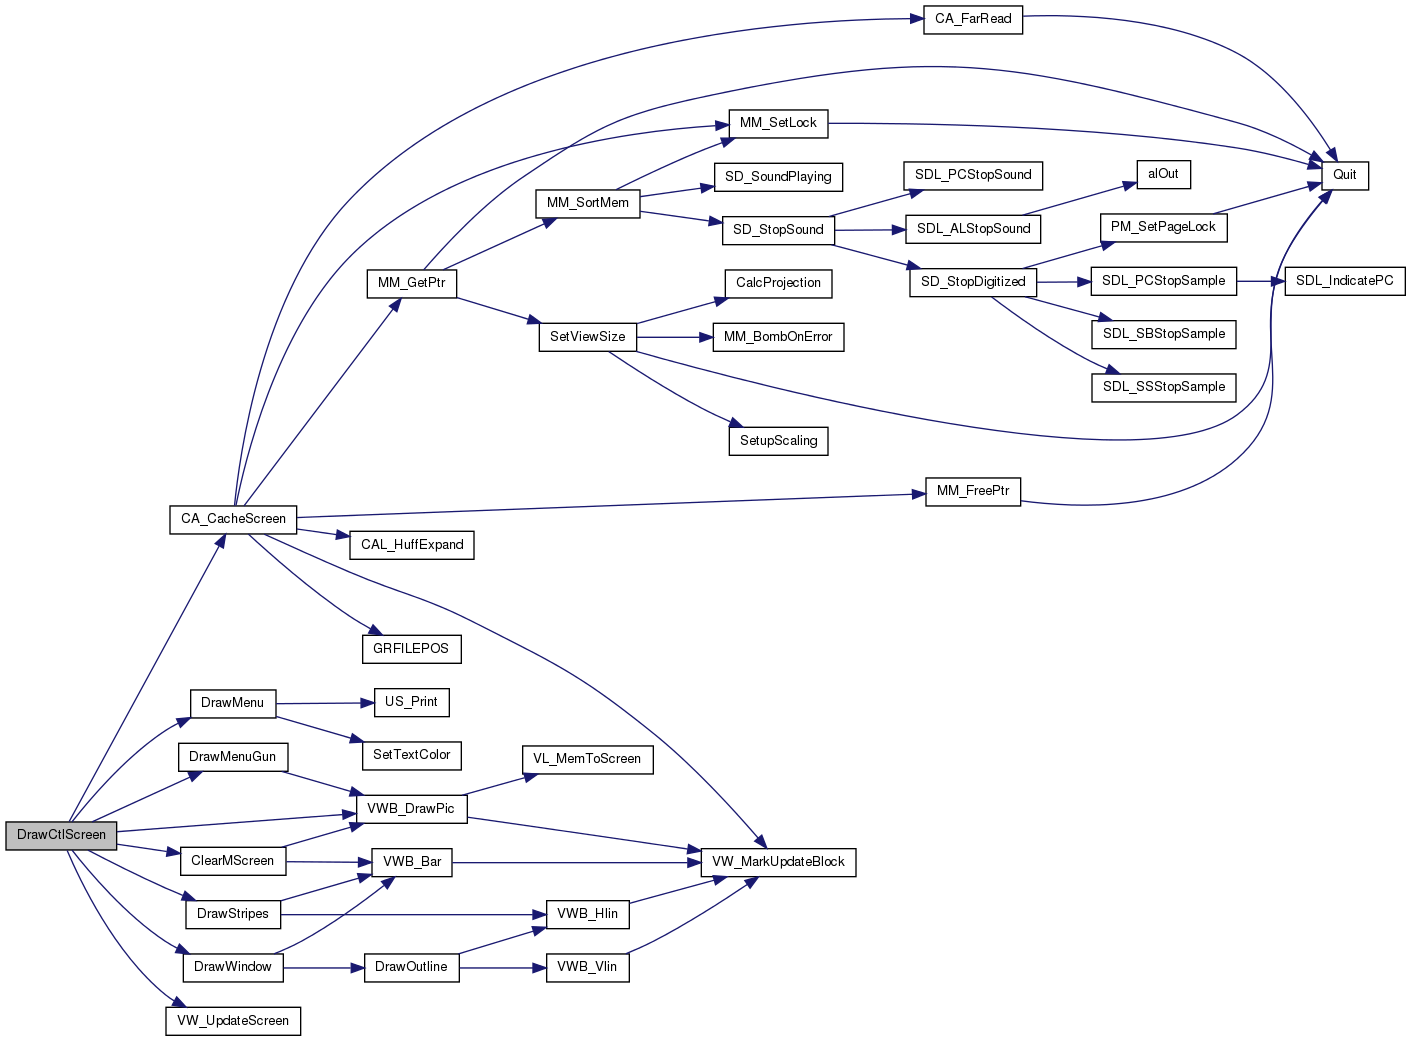 CA_FarRead
MM_SetLock
SD_SoundPlaying
SDL_PCStopSound
alOut
Quit
MM_SortMem
SD_StopSound
SDL_ALStopSound
PM_SetPageLock
MM_GetPtr
CalcProjection
SD_StopDigitized
SDL_PCStopSample
SDL_IndicatePC
SetViewSize
MM_BombOnError
SDL_SBStopSample
SDL_SSStopSample
SetupScaling
MM_FreePtr
CA_CacheScreen
CAL_HuffExpand
GRFILEPOS
DrawMenu
US_Print
SetTextColor
DrawMenuGun
VL_MemToScreen
VWB_DrawPic
DrawCtlScreen
ClearMScreen
VWB_Bar
VW_MarkUpdateBlock
DrawStripes
VWB_Hlin
DrawWindow
DrawOutline
VWB_Vlin
VW_UpdateScreen